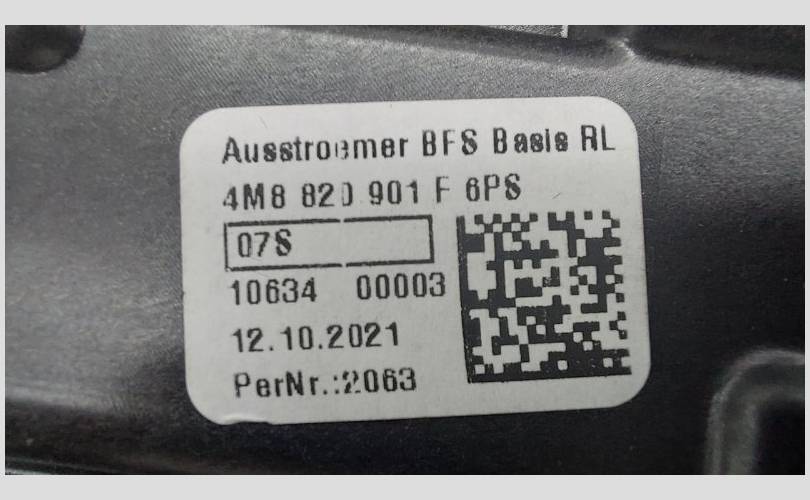 Ausstroemer BFS Basis RL
4M8 820 901 F 6PS
07S
10634 00003
12.10.2021
PerNr.:2063